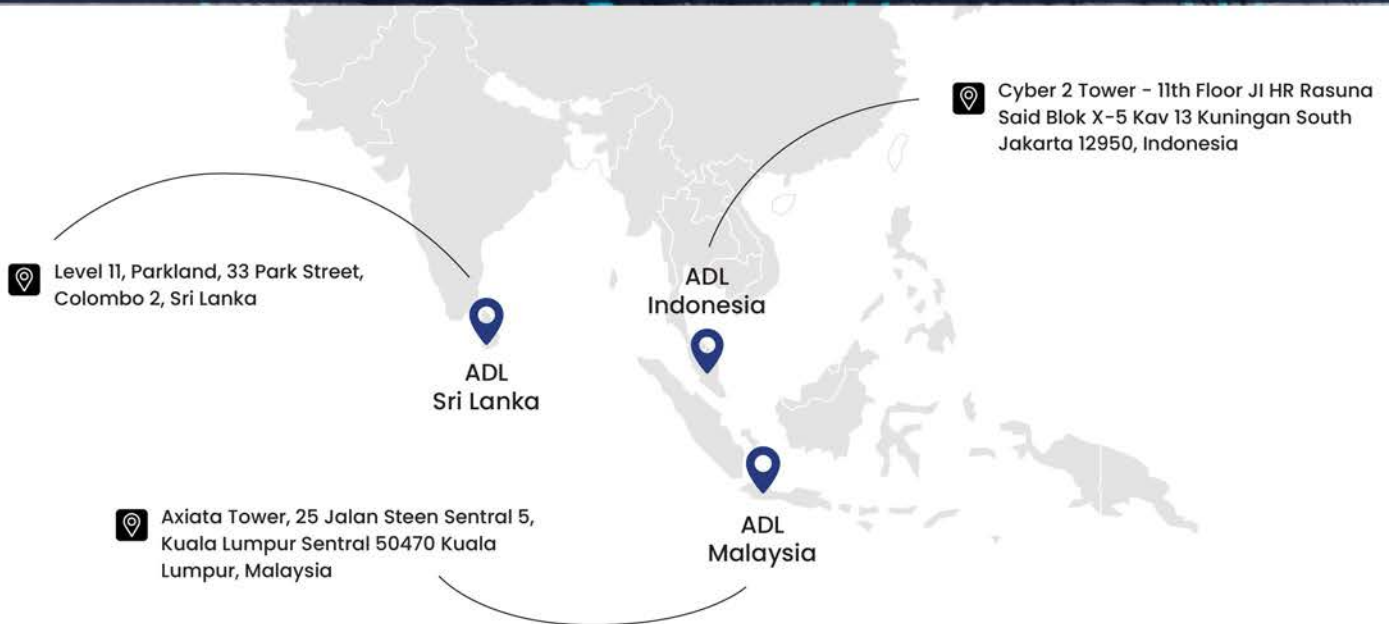 Cyber 2 Tower - 11th Floor JI HR Rasuna
Said Blok X-5 Kav 13 Kuningan South
Jakarta 12950, Indonesia
Level 11, Parkland, 33 Park Street,
Colombo 2, Sri Lanka
ADL
Indonesia
ADL
Sri Lanka
Axiata Tower, 25 Jalan Steen Sentral 5,
Kuala Lumpur Sentral 50470 Kuala
Lumpur, Malaysia
ADL
Malaysia